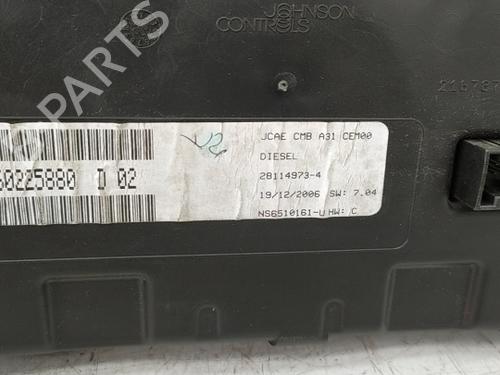 JOHNSON
CONTROLS
JCAE CMB A31 CEM00
DIESEL
28114973-4
19/12/2006 SW: 7.04
NS6510161-U HW: C
60225880 D 02
B-PARTS